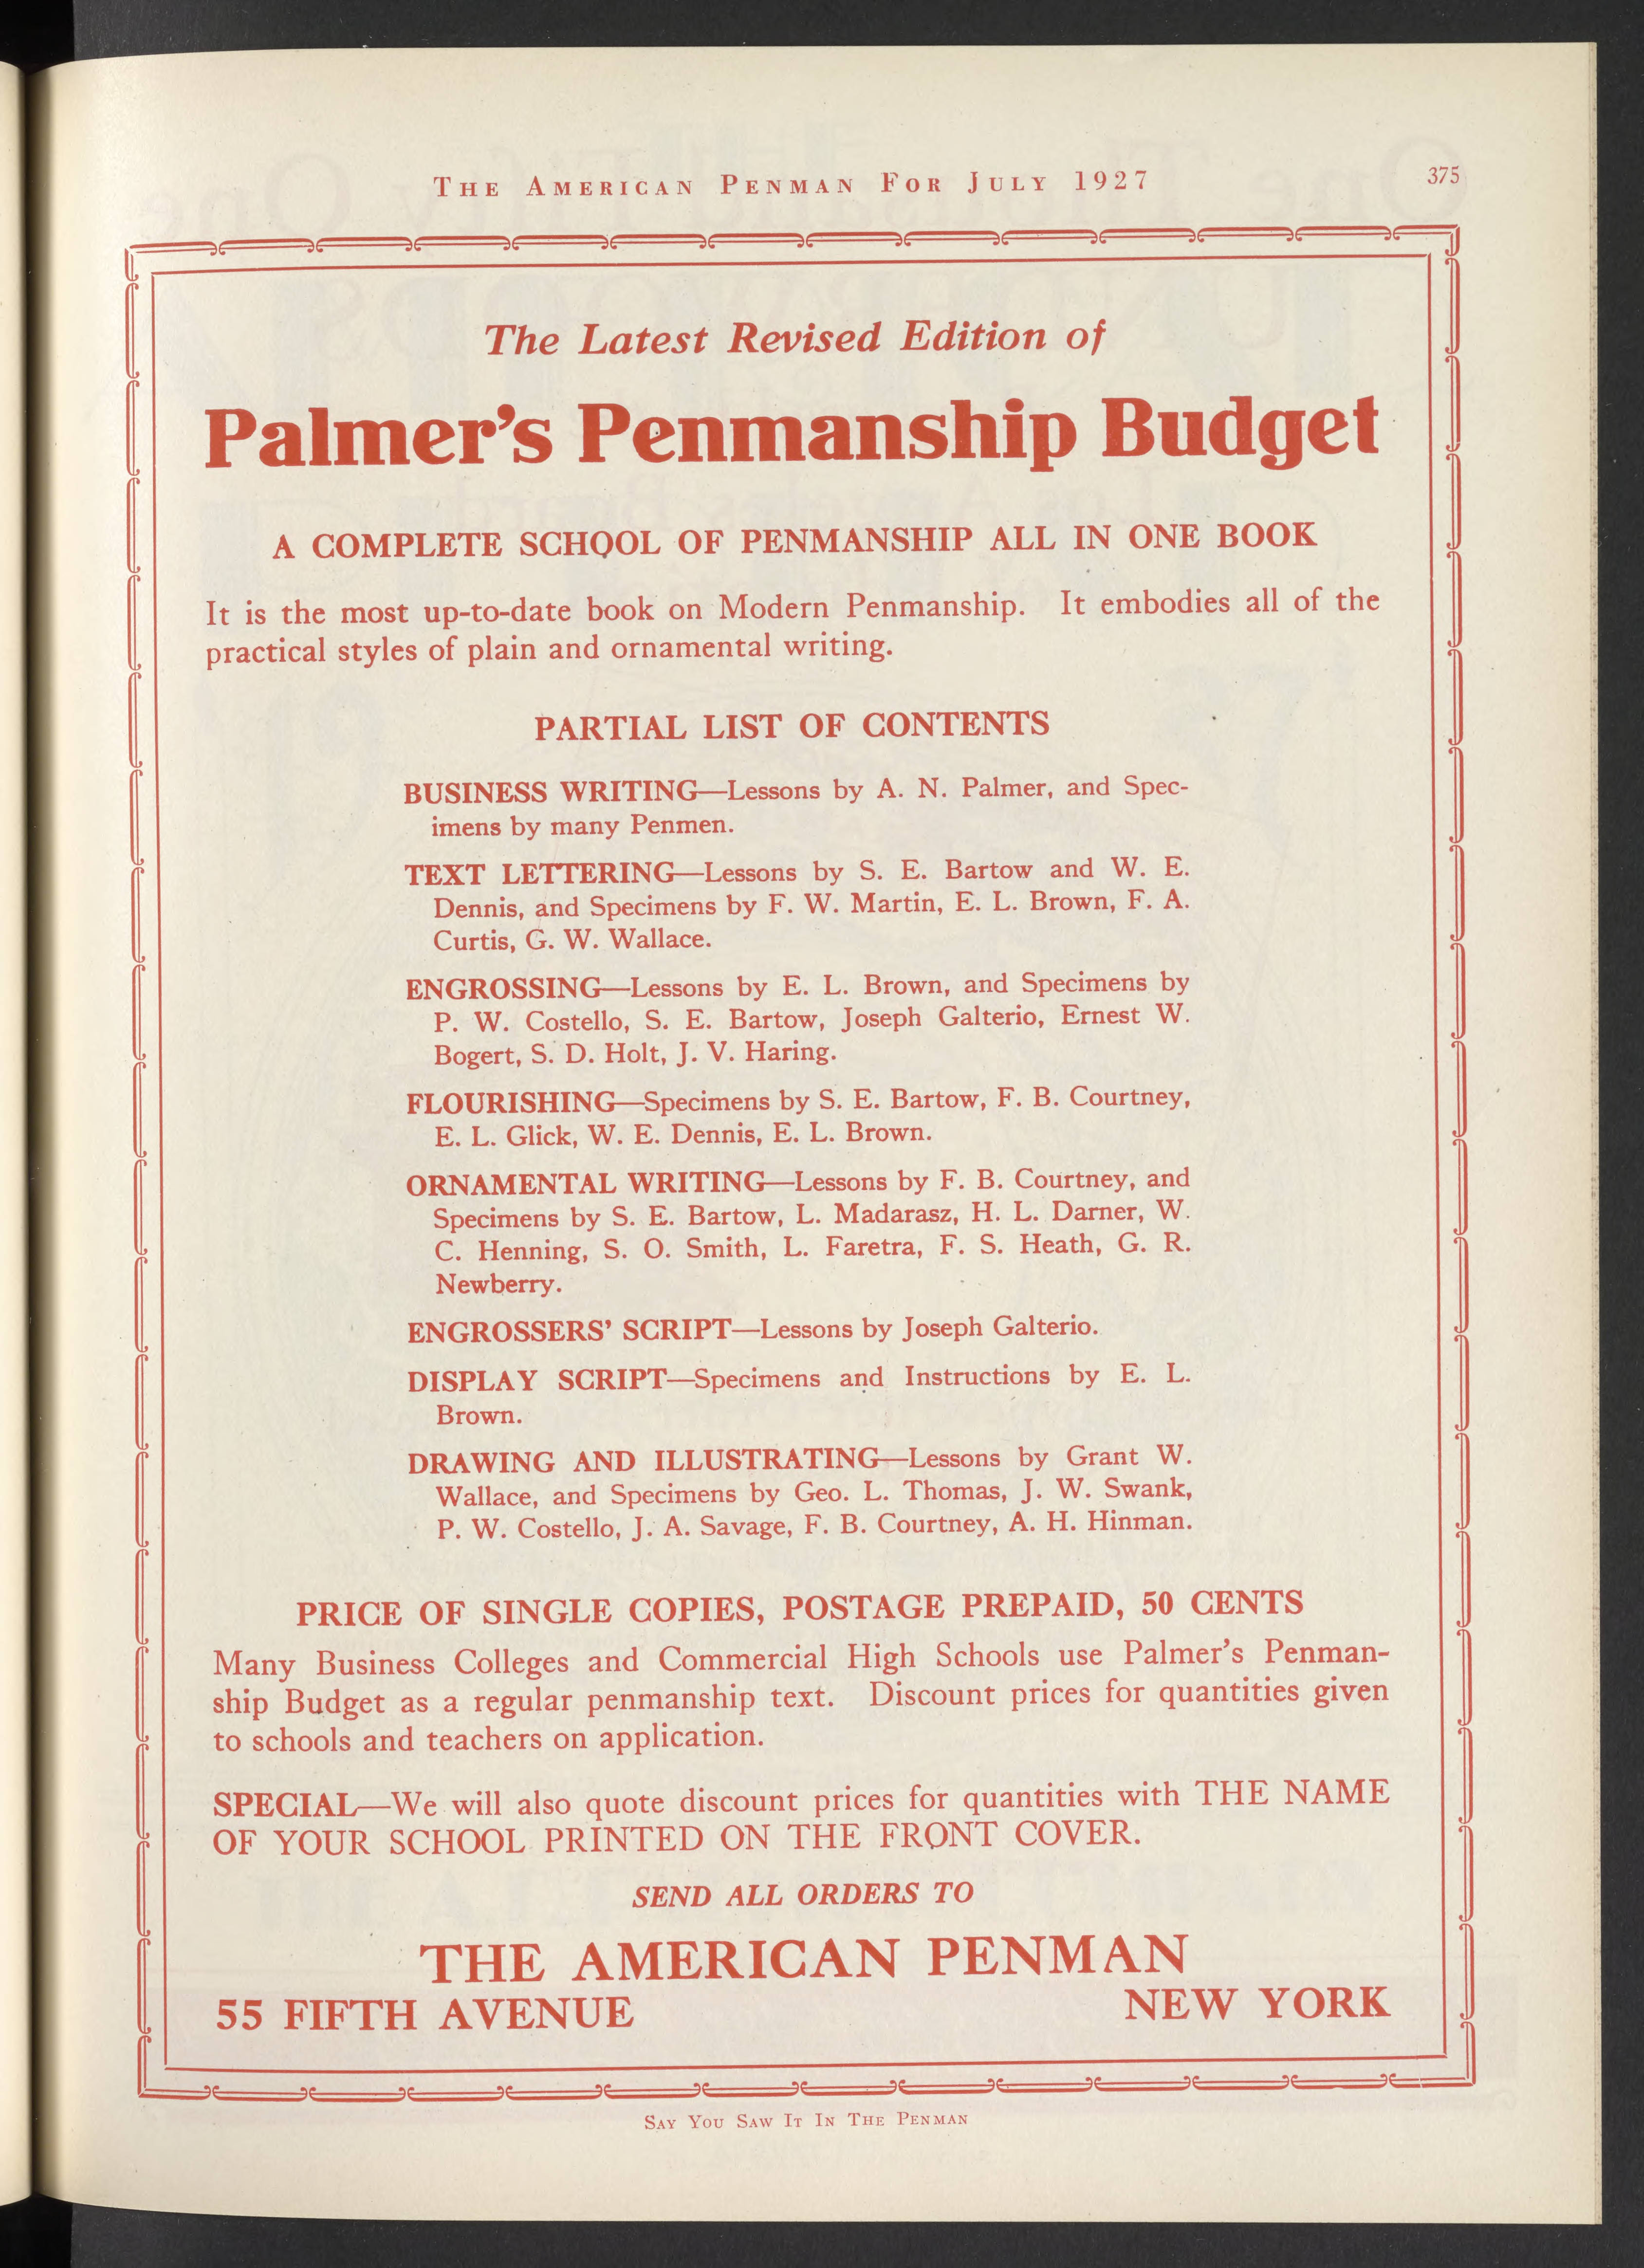 THE AMERICAN PENMAN FOR JULY 1927
375
The Latest Revised Edition of
Palmer's Penmanship Budget
A COMPLETE SCHOOL OF PENMANSHIP ALL IN ONE BOOK
It is the most up-to-date book on Modern Penmanship. It embodies all of the
practical styles of plain and ornamental writing.
PARTIAL LIST OF CONTENTS
BUSINESS WRITING—Lessons by A. N. Palmer, and Spec-
imens by many Penmen.
TEXT LETTERING—Lessons by S. E. Bartow and W. E.
Dennis, and Specimens by F. W. Martin, E. L. Brown, F. A.
Curtis, G. W. Wallace.
ENGROSSING—Lessons by E. L. Brown, and Specimens by
P. W. Costello, S. E. Bartow, Joseph Galterio, Ernest W.
Bogert, S. D. Holt, J. V. Haring.
FLOURISHING—Specimens by S. E. Bartow, F. B. Courtney,
E. L. Glick, W. E. Dennis, E. L. Brown.
ORNAMENTAL WRITING—Lessons by F. B. Courtney, and
Specimens by S. E. Bartow, L. Madarasz, H. L. Darner, W.
C. Henning, S. O. Smith, L. Faretra, F. S. Heath, G. R.
Newberry.
ENGROSSERS' SCRIPT—Lessons by Joseph Galterio.
DISPLAY SCRIPT—Specimens and Instructions by E. L.
Brown.
DRAWING AND ILLUSTRATING—Lessons by Grant W.
Wallace, and Specimens by Geo. L. Thomas, J. W. Swank,
P. W. Costello, J. A. Savage, F. B. Courtney, A. H. Hinman.
PRICE OF SINGLE COPIES, POSTAGE PREPAID, 50 CENTS
Many Business Colleges and Commercial High Schools use Palmer's Penman-
ship Budget as a regular penmanship text. Discount prices for quantities given
to schools and teachers on application.
SPECIAL—We will also quote discount prices for quantities with THE NAME
OF YOUR SCHOOL PRINTED ON THE FRONT COVER.
SEND ALL ORDERS TO
THE AMERICAN PENMAN
55 FIFTH AVENUE NEW YORK
SAY YOU SAW IT IN THE PENMAN